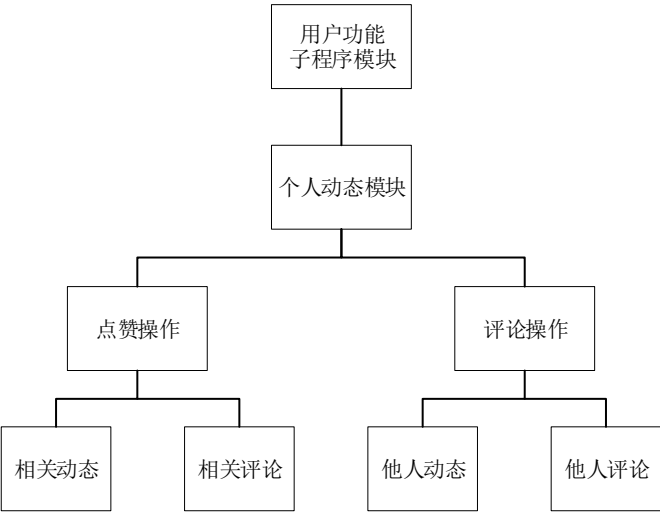 用户功能
子程序模块
个人动态模块
点赞操作
评论操作
相关动态
相关评论
他人动态
他人评论